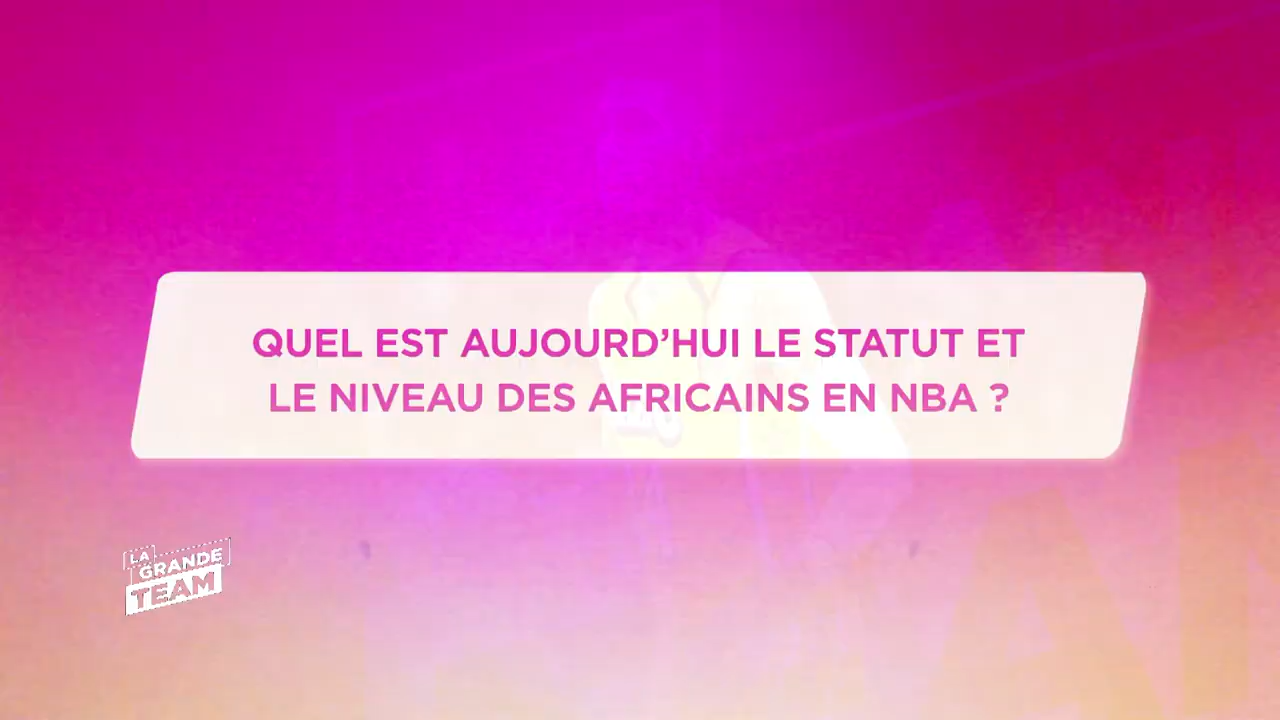 QUEL EST AUJOURD’HUI LE STATUT ET
LE NIVEAU DES AFRICAINS EN NBA ?
LA
GRANDE
TEAM